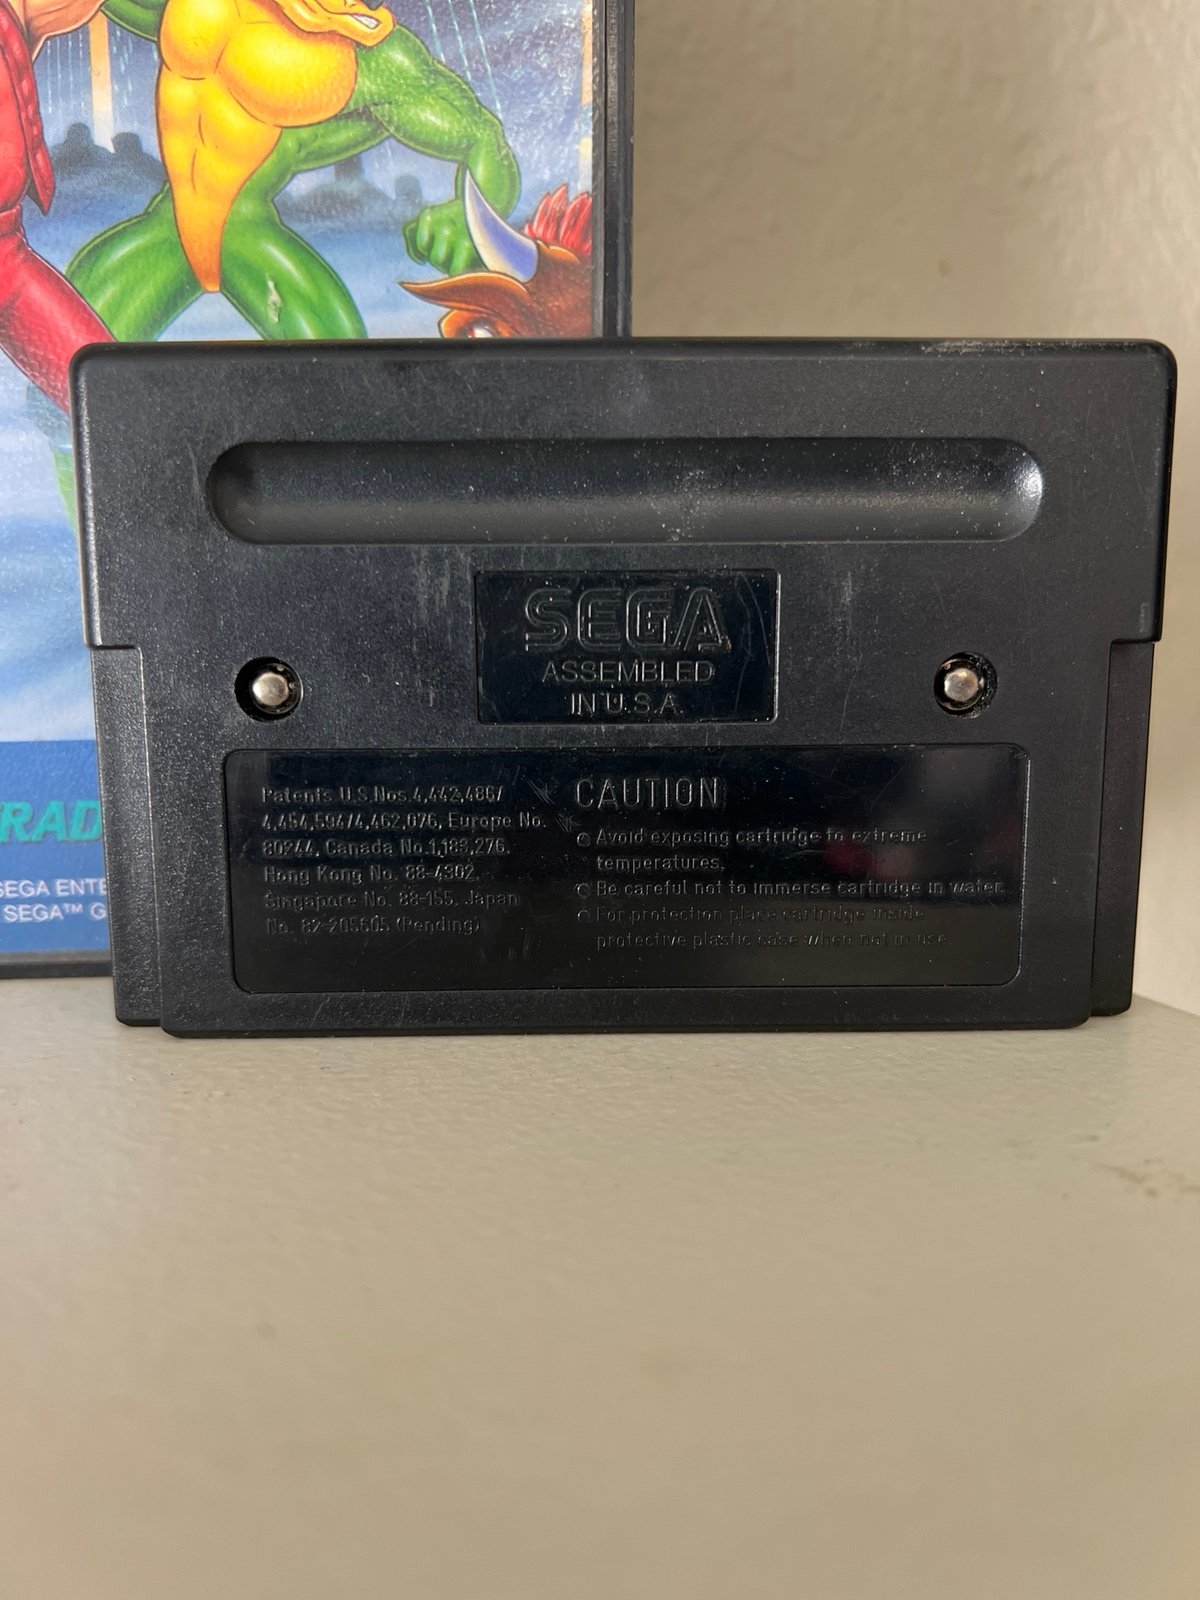 RAD
SEGA ENTE
SEGA™ G
SEGA
ASSEMBLED
IN U.S.A.
Patents U.S.Nos.4,442,486/
4,454,594/4,462,076, Europe No.
80244, Canada No.1,183,276,
Hong Kong No. 88-4302,
Singapore No. 88-155, Japan
No. 82-205605 (Pending)
CAUTION
Avoid exposing cartridge to extreme
temperatures.
Be careful not to immerse cartridge in water.
For protection place cartridge inside
protective plastic case when not in use.